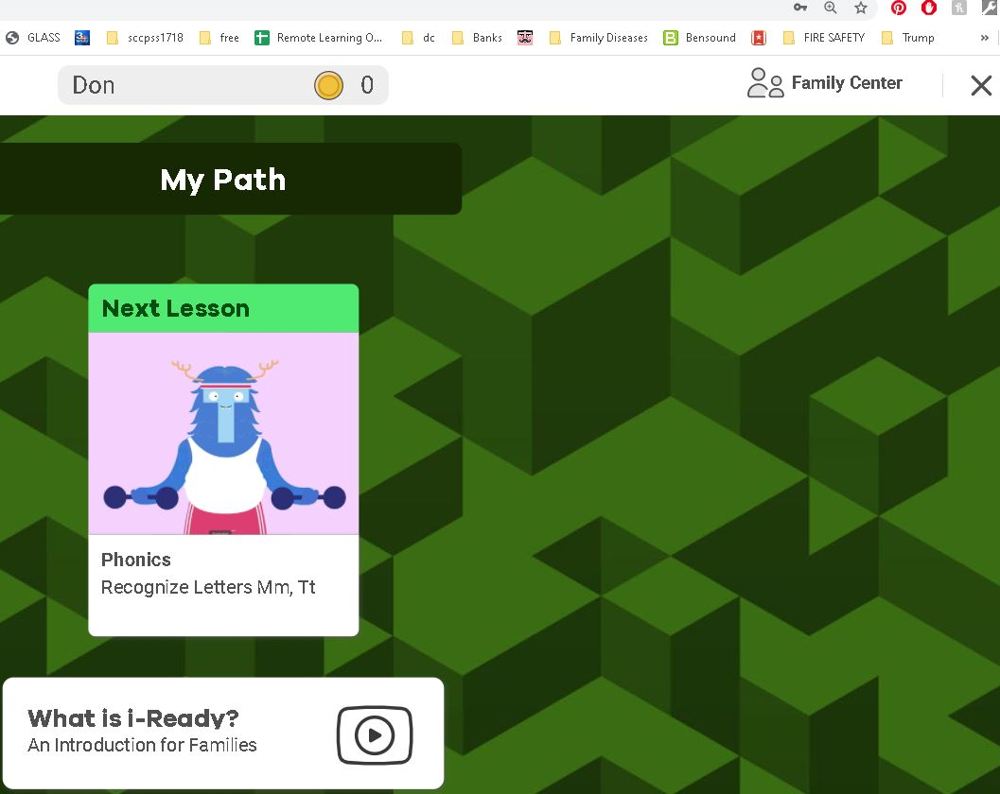 GLASS sccpss1718 free Remote Learning O... dc Banks Family Diseases Bensound FIRE SAFETY Trump »
Don 0 Family Center
My Path
Next Lesson
Phonics
Recognize Letters Mm, Tt
What is i-Ready?
An Introduction for Families